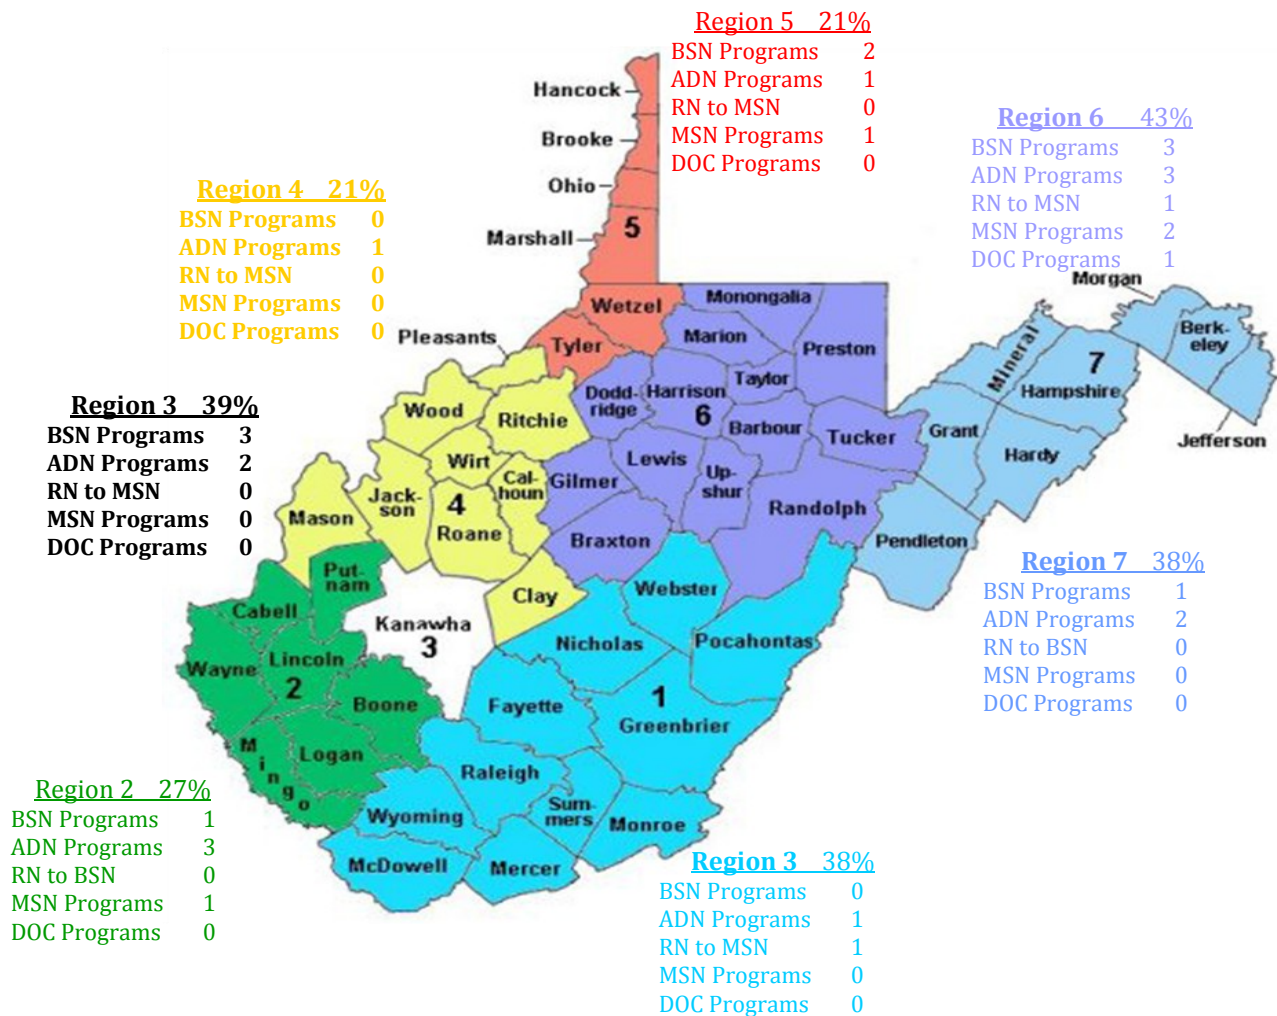 Region 5 21%
BSN Programs 2
ADN Programs 1
RN to MSN 0
MSN Programs 1
DOC Programs 0
Region 6 43%
BSN Programs 3
ADN Programs 3
RN to MSN 1
MSN Programs 2
DOC Programs 1
Region 4 21%
BSN Programs 0
ADN Programs 1
RN to MSN 0
MSN Programs 0
DOC Programs 0
Region 3 39%
BSN Programs 3
ADN Programs 2
RN to MSN 0
MSN Programs 0
DOC Programs 0
Region 7 38%
BSN Programs 1
ADN Programs 2
RN to BSN 0
MSN Programs 0
DOC Programs 0
Region 2 27%
BSN Programs 1
ADN Programs 3
RN to BSN 0
MSN Programs 1
DOC Programs 0
Region 3 38%
BSN Programs 0
ADN Programs 1
RN to MSN 1
MSN Programs 0
DOC Programs 0
Hancock
Brooke
Ohio
Marshall
5
Wetzel
Tyler
Pleasants
Monongalia
Marion
Preston
Taylor
Dodd-
ridge
Harrison
6
Barbour
Tucker
Lewis
Up-
shur
Gilmer
Randolph
Braxton
Morgan
Berk-
eley
Jefferson
Mineral
7
Hampshire
Grant
Hardy
Pendleton
Wood
Ritchie
Wirt
Cal-
houn
Jack-
son
4
Roane
Mason
Clay
Put-
nam
Cabell
Kanawha
3
Wayne
Lincoln
2
Boone
Logan
Mingo
Webster
Nicholas
Pocahontas
1
Fayette
Greenbrier
Raleigh
Sum-
mers
Monroe
Wyoming
McDowell
Mercer